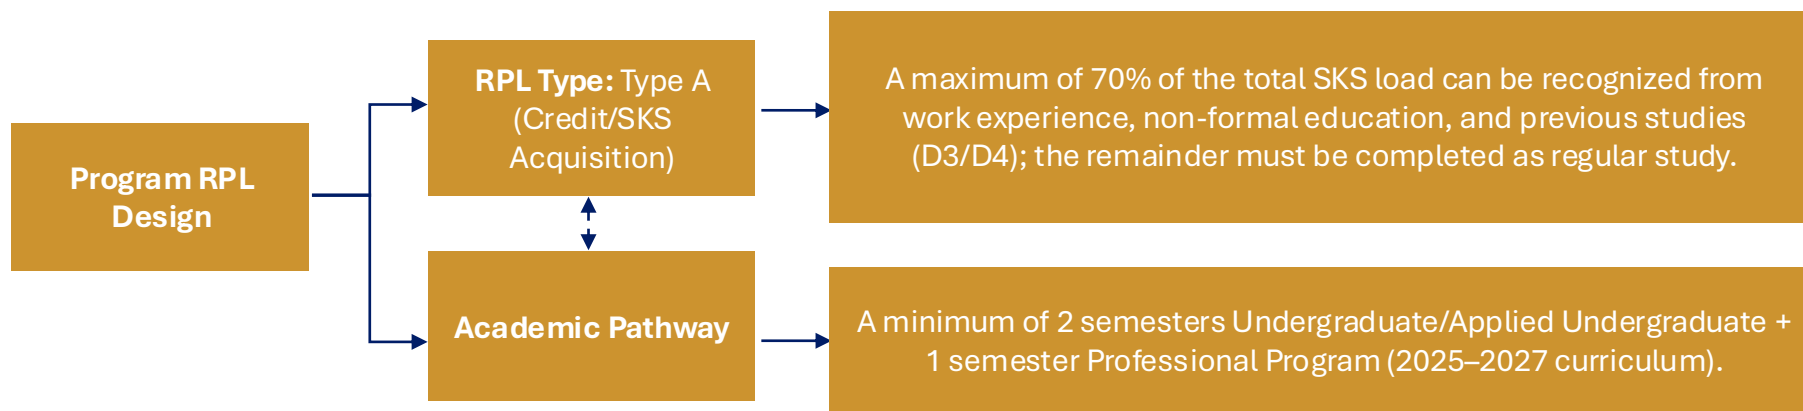 Program RPL
Design
RPL Type: Type A
(Credit/SKS
Acquisition)
A maximum of 70% of the total SKS load can be recognized from
work experience, non-formal education, and previous studies
(D3/D4); the remainder must be completed as regular study.
Academic Pathway
A minimum of 2 semesters Undergraduate/Applied Undergraduate +
1 semester Professional Program (2025–2027 curriculum).